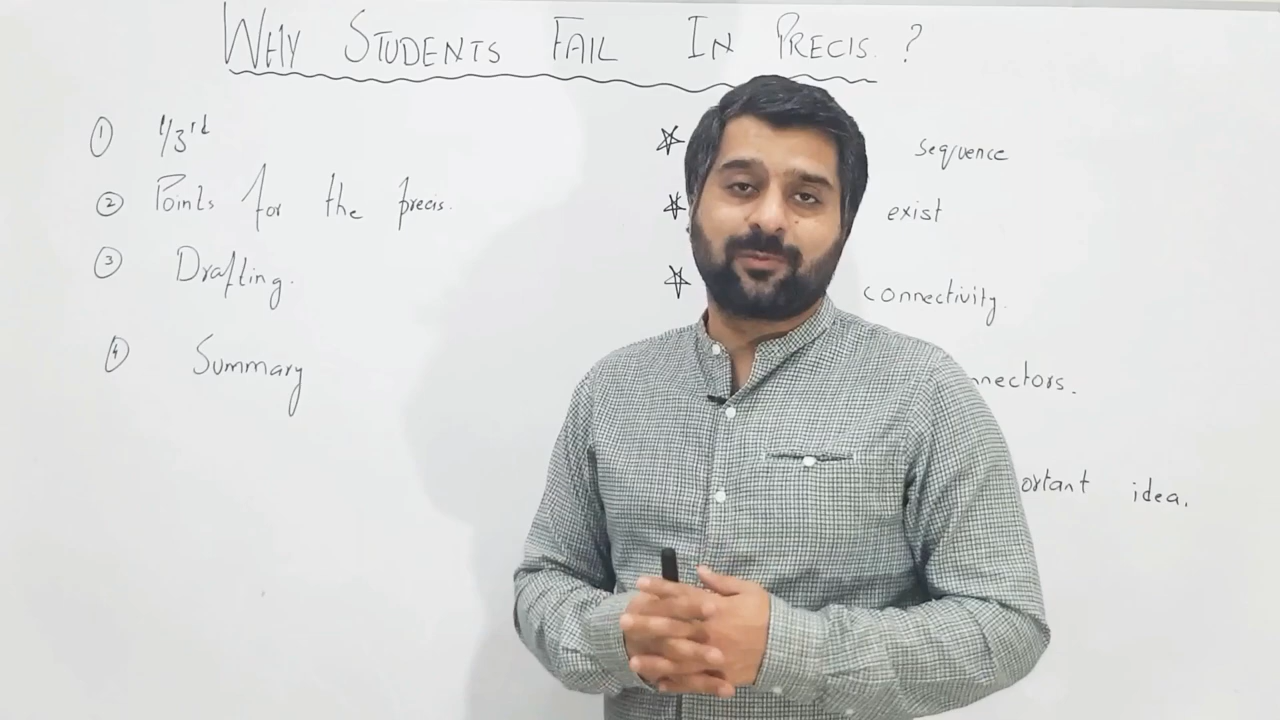 WHY STUDENTS FAIL IN PRECIS. ?
① 1/3rd
② Points for the precis.
③ Drafting.
④ Summary
☆ sequence
☆ exist
☆ connectivity.
nnectors.
ortant idea.